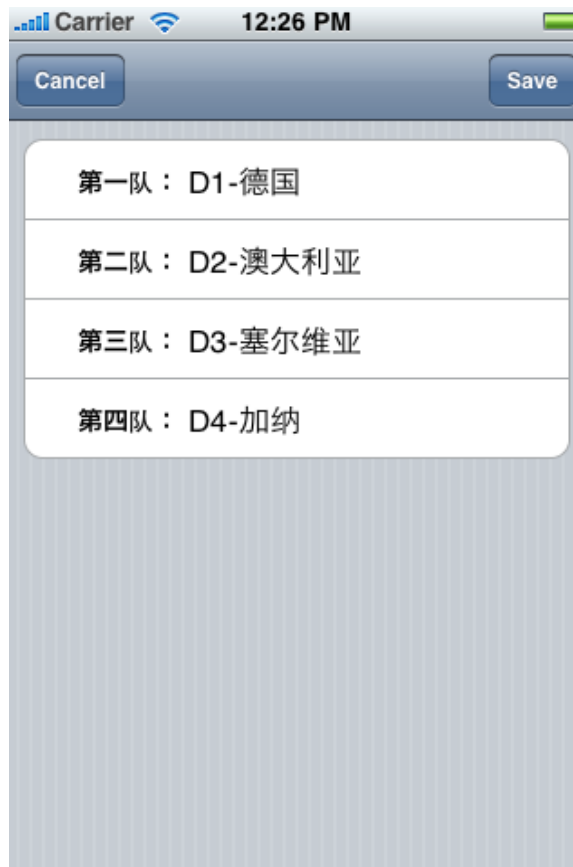 Carrier 12:26 PM
Cancel Save
第一队： D1-德国
第二队： D2-澳大利亚
第三队： D3-塞尔维亚
第四队： D4-加纳